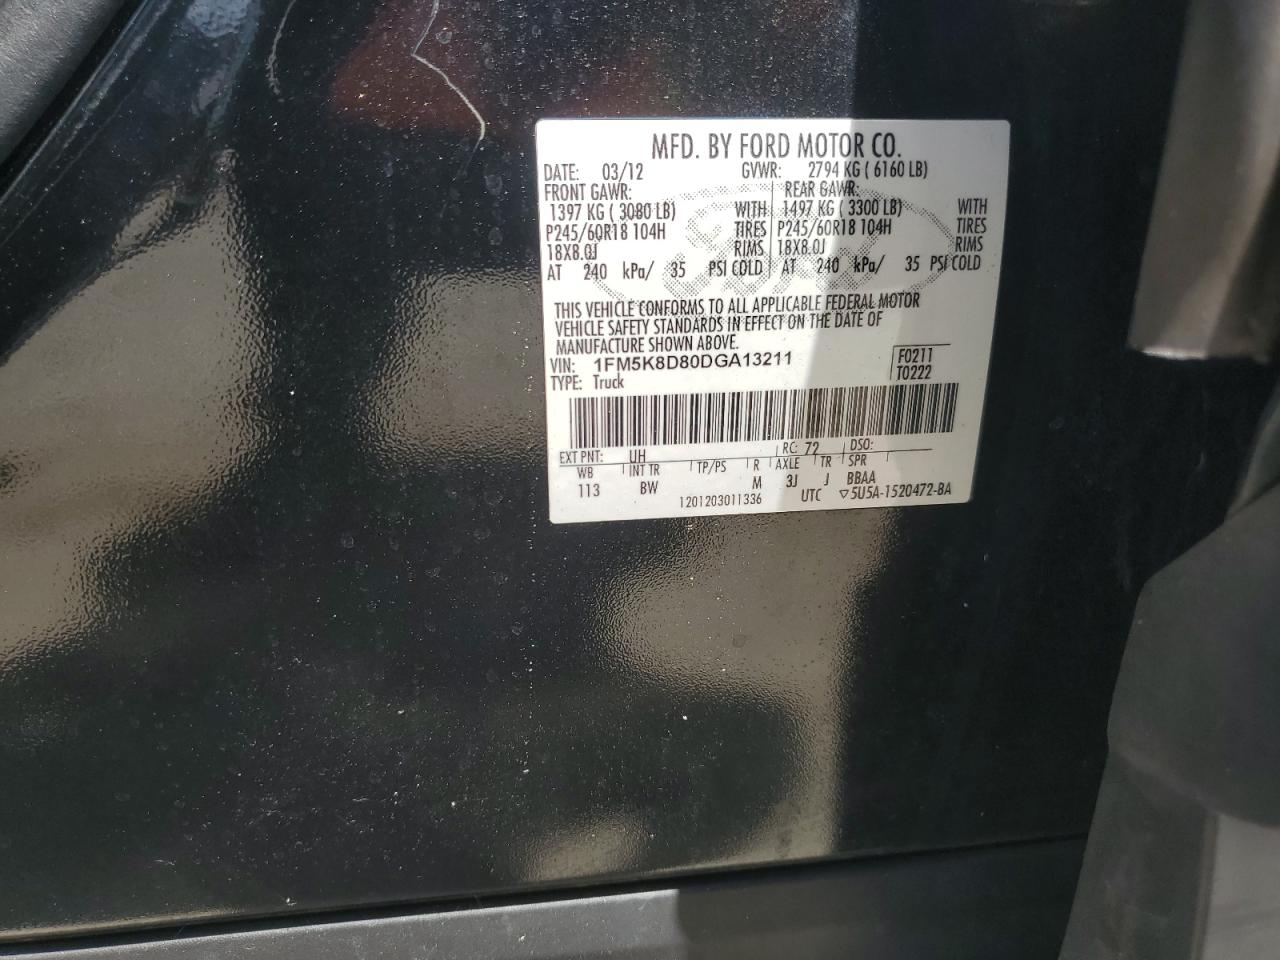 MFD. BY FORD MOTOR CO.
DATE: 03/12 GVWR: 2794 KG ( 6160 LB)
FRONT GAWR: REAR GAWR:
1397 KG ( 3080 LB) WITH 1497 KG ( 3300 LB) WITH
P245/60R18 104H TIRES P245/60R18 104H TIRES
18X8.0J RIMS 18X8.0J RIMS
AT 240 kPa/ 35 PSI COLD AT 240 kPa/ 35 PSI COLD
THIS VEHICLE CONFORMS TO ALL APPLICABLE FEDERAL MOTOR
VEHICLE SAFETY STANDARDS IN EFFECT ON THE DATE OF
MANUFACTURE SHOWN ABOVE.
VIN: 1FM5K8D80DGA13211 F0211
TYPE: Truck T0222
EXT PNT: UH RC: 72 DSO:
WB INT TR TP/PS R AXLE TR SPR
113 BW M 3J J BBAA
1201203011336 UTC ▽5U5A-1520472-BA